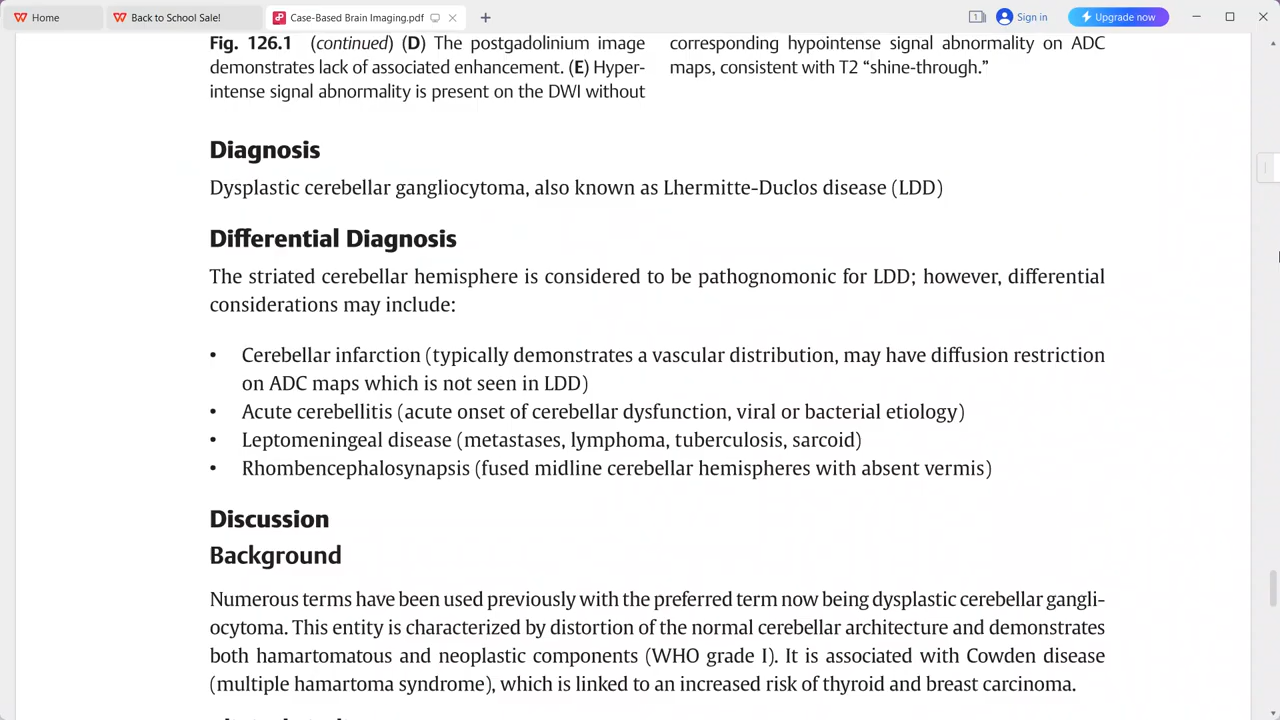 Home
Back to School Sale!
Case-Based Brain Imaging.pdf
1
Sign in
Upgrade now
Fig. 126.1 (continued) (D) The postgadolinium image
demonstrates lack of associated enhancement. (E) Hyper-
intense signal abnormality is present on the DWI without
corresponding hypointense signal abnormality on ADC
maps, consistent with T2 “shine-through.”
Diagnosis
Dysplastic cerebellar gangliocytoma, also known as Lhermitte-Duclos disease (LDD)
Differential Diagnosis
The striated cerebellar hemisphere is considered to be pathognomonic for LDD; however, differential
considerations may include:
• Cerebellar infarction (typically demonstrates a vascular distribution, may have diffusion restriction
on ADC maps which is not seen in LDD)
• Acute cerebellitis (acute onset of cerebellar dysfunction, viral or bacterial etiology)
• Leptomeningeal disease (metastases, lymphoma, tuberculosis, sarcoid)
• Rhombencephalosynapsis (fused midline cerebellar hemispheres with absent vermis)
Discussion
Background
Numerous terms have been used previously with the preferred term now being dysplastic cerebellar gangli-
ocytoma. This entity is characterized by distortion of the normal cerebellar architecture and demonstrates
both hamartomatous and neoplastic components (WHO grade I). It is associated with Cowden disease
(multiple hamartoma syndrome), which is linked to an increased risk of thyroid and breast carcinoma.